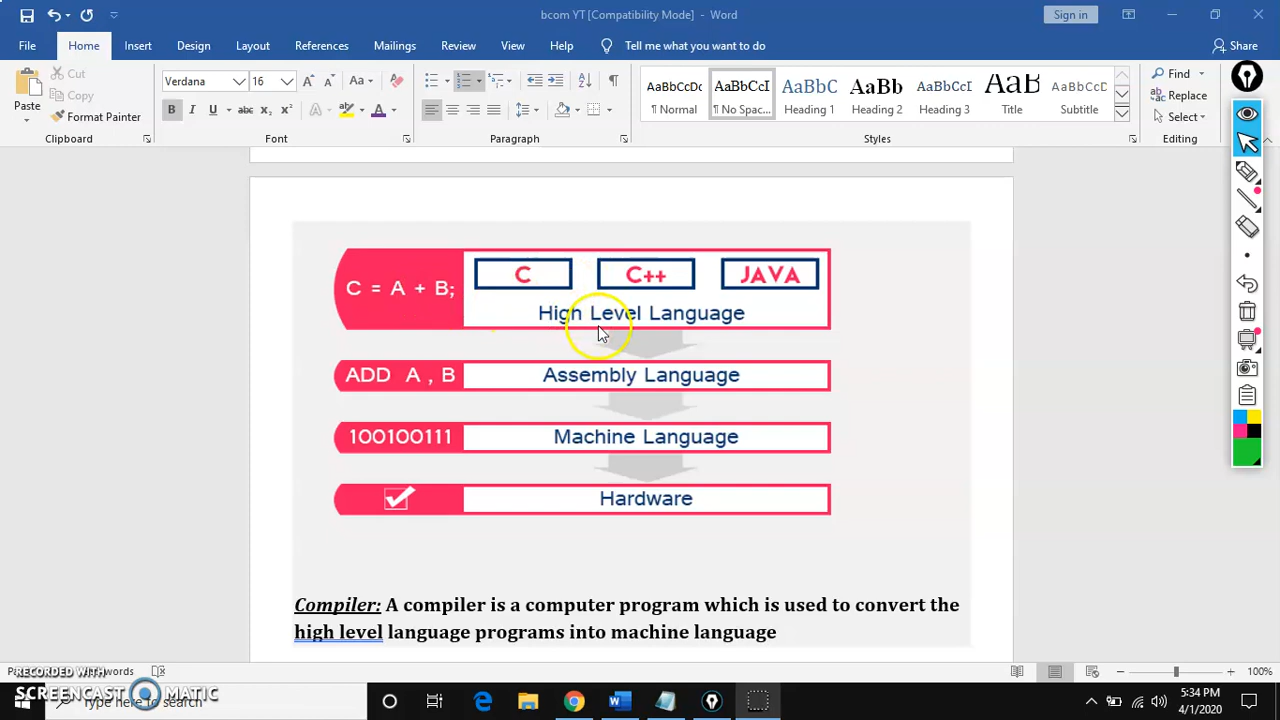 bcom YT [Compatibility Mode] - Word
Sign in
File Home Insert Design Layout References Mailings Review View Help Tell me what you want to do Share
Paste Cut Copy Format Painter
Verdana 16
Clipboard Font Paragraph Styles Editing
AaBbCcDc AaBbCcI AaBbC AaBb AaBbCcI AaB AaBbCcD
¶ Normal ¶ No Spac... Heading 1 Heading 2 Heading 3 Title Subtitle
Find
Replace
Select
C = A + B; C C++ JAVA
High Level Language
ADD A , B Assembly Language
100100111 Machine Language
Hardware
Compiler: A compiler is a computer program which is used to convert the
high level language programs into machine language
words 100%
RECORDED WITH
SCREENCAST MATIC
Type here to search
5:34 PM
4/1/2020